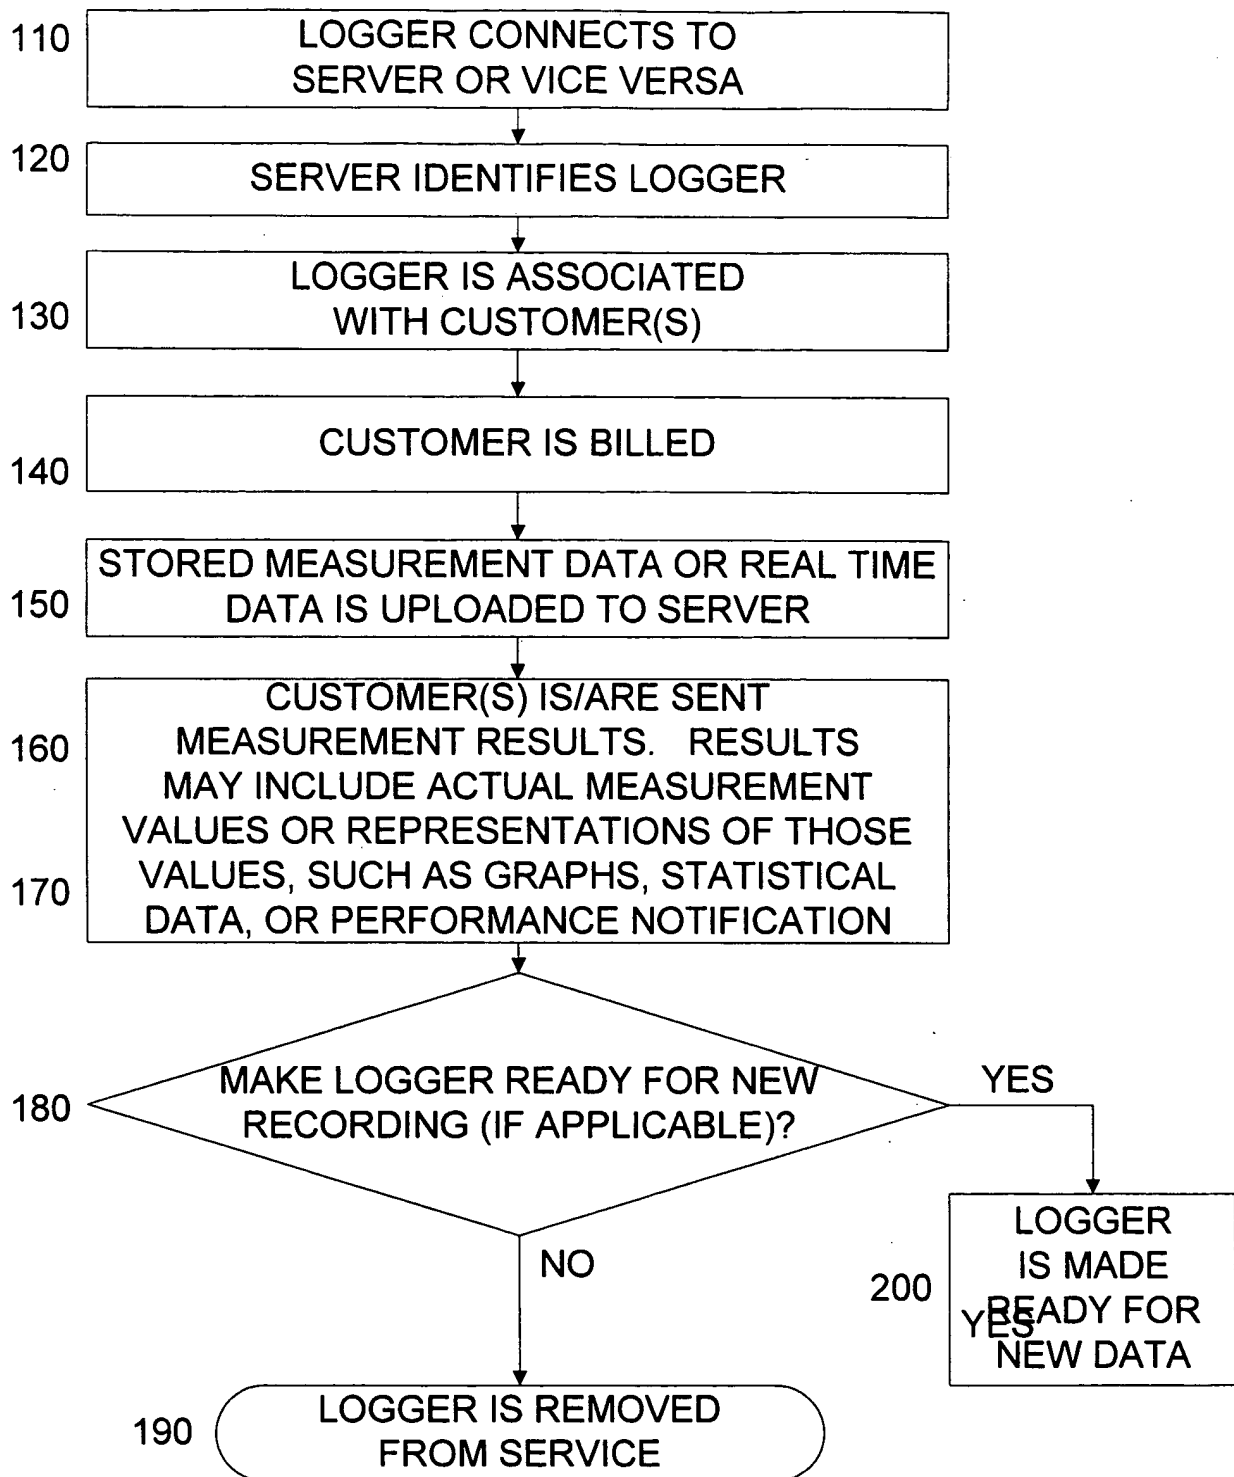 110
LOGGER CONNECTS TO
SERVER OR VICE VERSA
120
SERVER IDENTIFIES LOGGER
LOGGER IS ASSOCIATED
130
WITH CUSTOMER(S)
CUSTOMER IS BILLED
140
STORED MEASUREMENT DATA OR REAL TIME
150
DATA IS UPLOADED TO SERVER
CUSTOMER(S) IS/ARE SENT
160
MEASUREMENT RESULTS. RESULTS
MAY INCLUDE ACTUAL MEASUREMENT
VALUES OR REPRESENTATIONS OF THOSE
170
VALUES, SUCH AS GRAPHS, STATISTICAL
DATA, OR PERFORMANCE NOTIFICATION
180
MAKE LOGGER READY FOR NEW
RECORDING (IF APPLICABLE)?
YES
NO
200
LOGGER
IS MADE
READY FOR
YES
NEW DATA
190
LOGGER IS REMOVED
FROM SERVICE